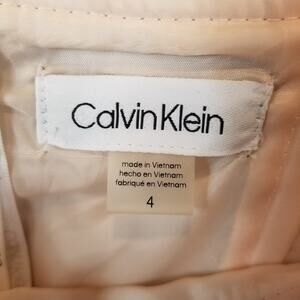 Calvin Klein
made in Vietnam
hecho en Vietnam
fabriqué en Vietnam
4